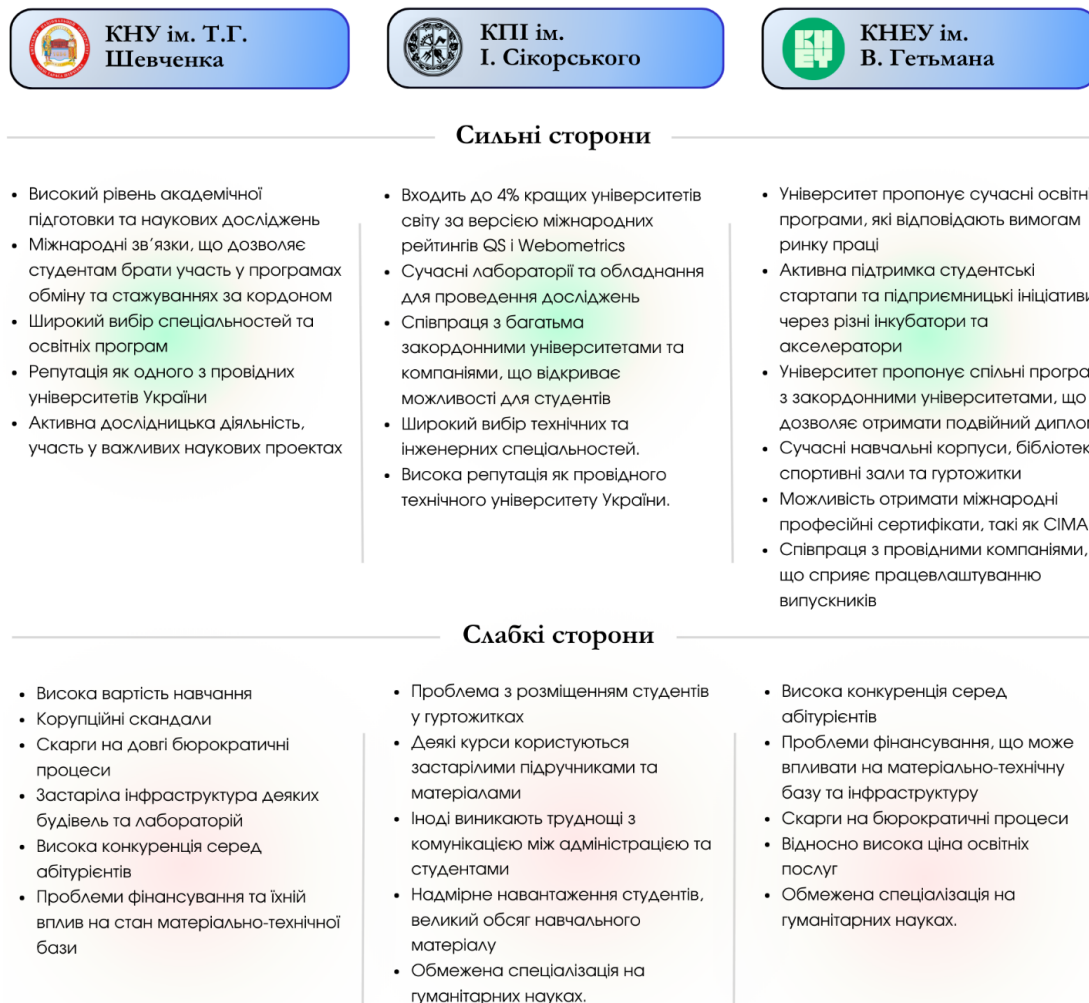 КНУ ім. Т.Г.
Шевченка
КПІ ім.
І. Сікорського
КНЕУ ім.
В. Гетьмана
Сильні сторони
• Високий рівень академічної
підготовки та наукових досліджень
• Міжнародні зв’язки, що дозволяє
студентам брати участь у програмах
обміну та стажуваннях за кордоном
• Широкий вибір спеціальностей та
освітніх програм
• Репутація як одного з провідних
університетів України
• Активна дослідницька діяльність,
участь у важливих наукових проектах
• Входить до 4% кращих університетів
світу за версією міжнародних
рейтингів QS і Webometrics
• Сучасні лабораторії та обладнання
для проведення досліджень
• Співпраця з багатьма
закордонними університетами та
компаніями, що відкриває
можливості для студентів
• Широкий вибір технічних та
інженерних спеціальностей.
• Висока репутація як провідного
технічного університету України.
• Університет пропонує сучасні освітн
програми, які відповідають вимогам
ринку праці
• Активна підтримка студентські
стартапи та підприємницькі ініціативи
через різні інкубатори та
акселератори
• Університет пропонує спільні програ
з закордонними університетами, що
дозволяє отримати подвійний дипло
• Сучасні навчальні корпуси, бібліотек
спортивні зали та гуртожитки
• Можливість отримати міжнародні
професійні сертифікати, такі як CIMA
• Співпраця з провідними компаніями,
що сприяє працевлаштуванню
випускників
Слабкі сторони
• Висока вартість навчання
• Корупційні скандали
• Скарги на довгі бюрократичні
процеси
• Застаріла інфраструктура деяких
будівель та лабораторій
• Висока конкуренція серед
абітурієнтів
• Проблеми фінансування та їхній
вплив на стан матеріально-технічної
бази
• Проблема з розміщенням студентів
у гуртожитках
• Деякі курси користуються
застарілими підручниками та
матеріалами
• Іноді виникають труднощі з
комунікацією між адміністрацією та
студентами
• Надмірне навантаження студентів,
великий обсяг навчального
матеріалу
• Обмежена спеціалізація на
гуманітарних науках.
• Висока конкуренція серед
абітурієнтів
• Проблеми фінансування, що може
впливати на матеріально-технічну
базу та інфраструктуру
• Скарги на бюрократичні процеси
• Відносно висока ціна освітніх
послуг
• Обмежена спеціалізація на
гуманітарних науках.